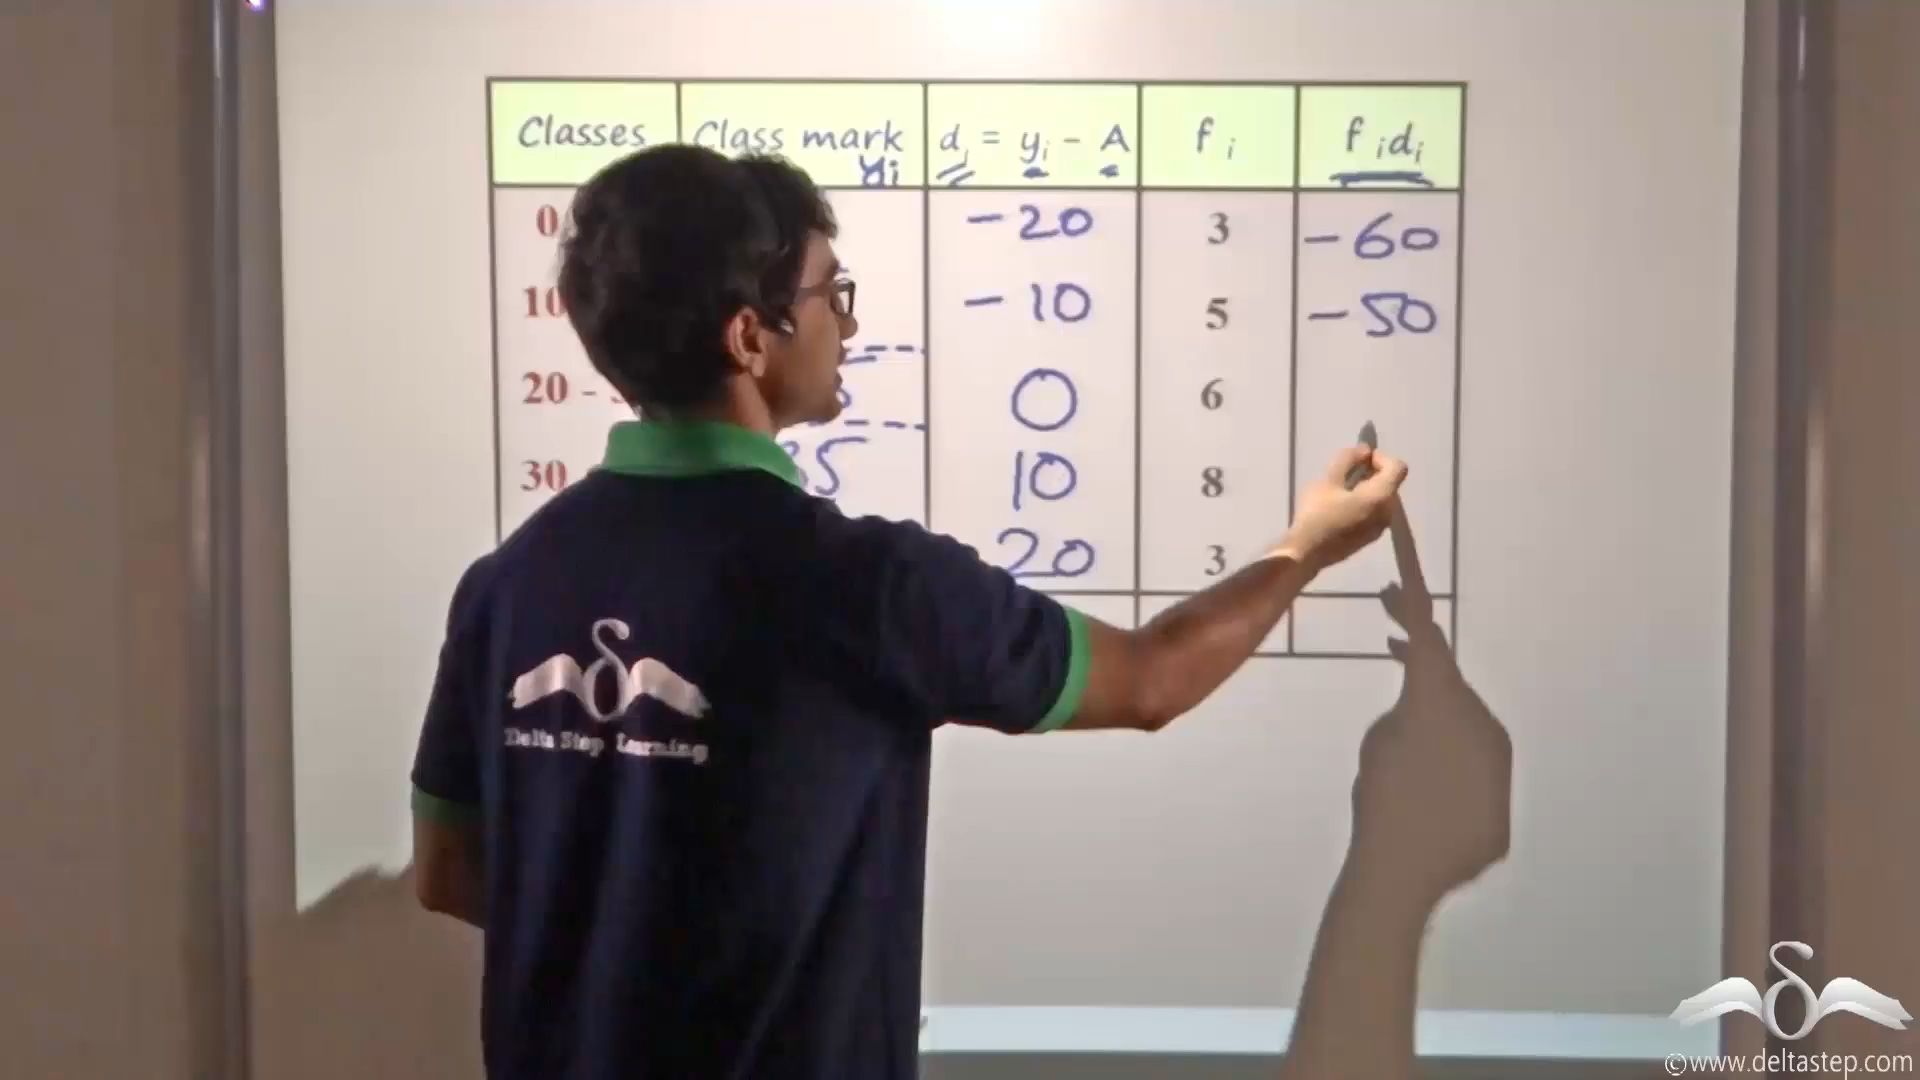 Classes Class mark yi di = yi - A fi fidi
0 -20 3 -60
10 -10 5 -50
20 - 0 6
30 35 10 8
20 3
Delta Step Learning
©www.deltastep.com